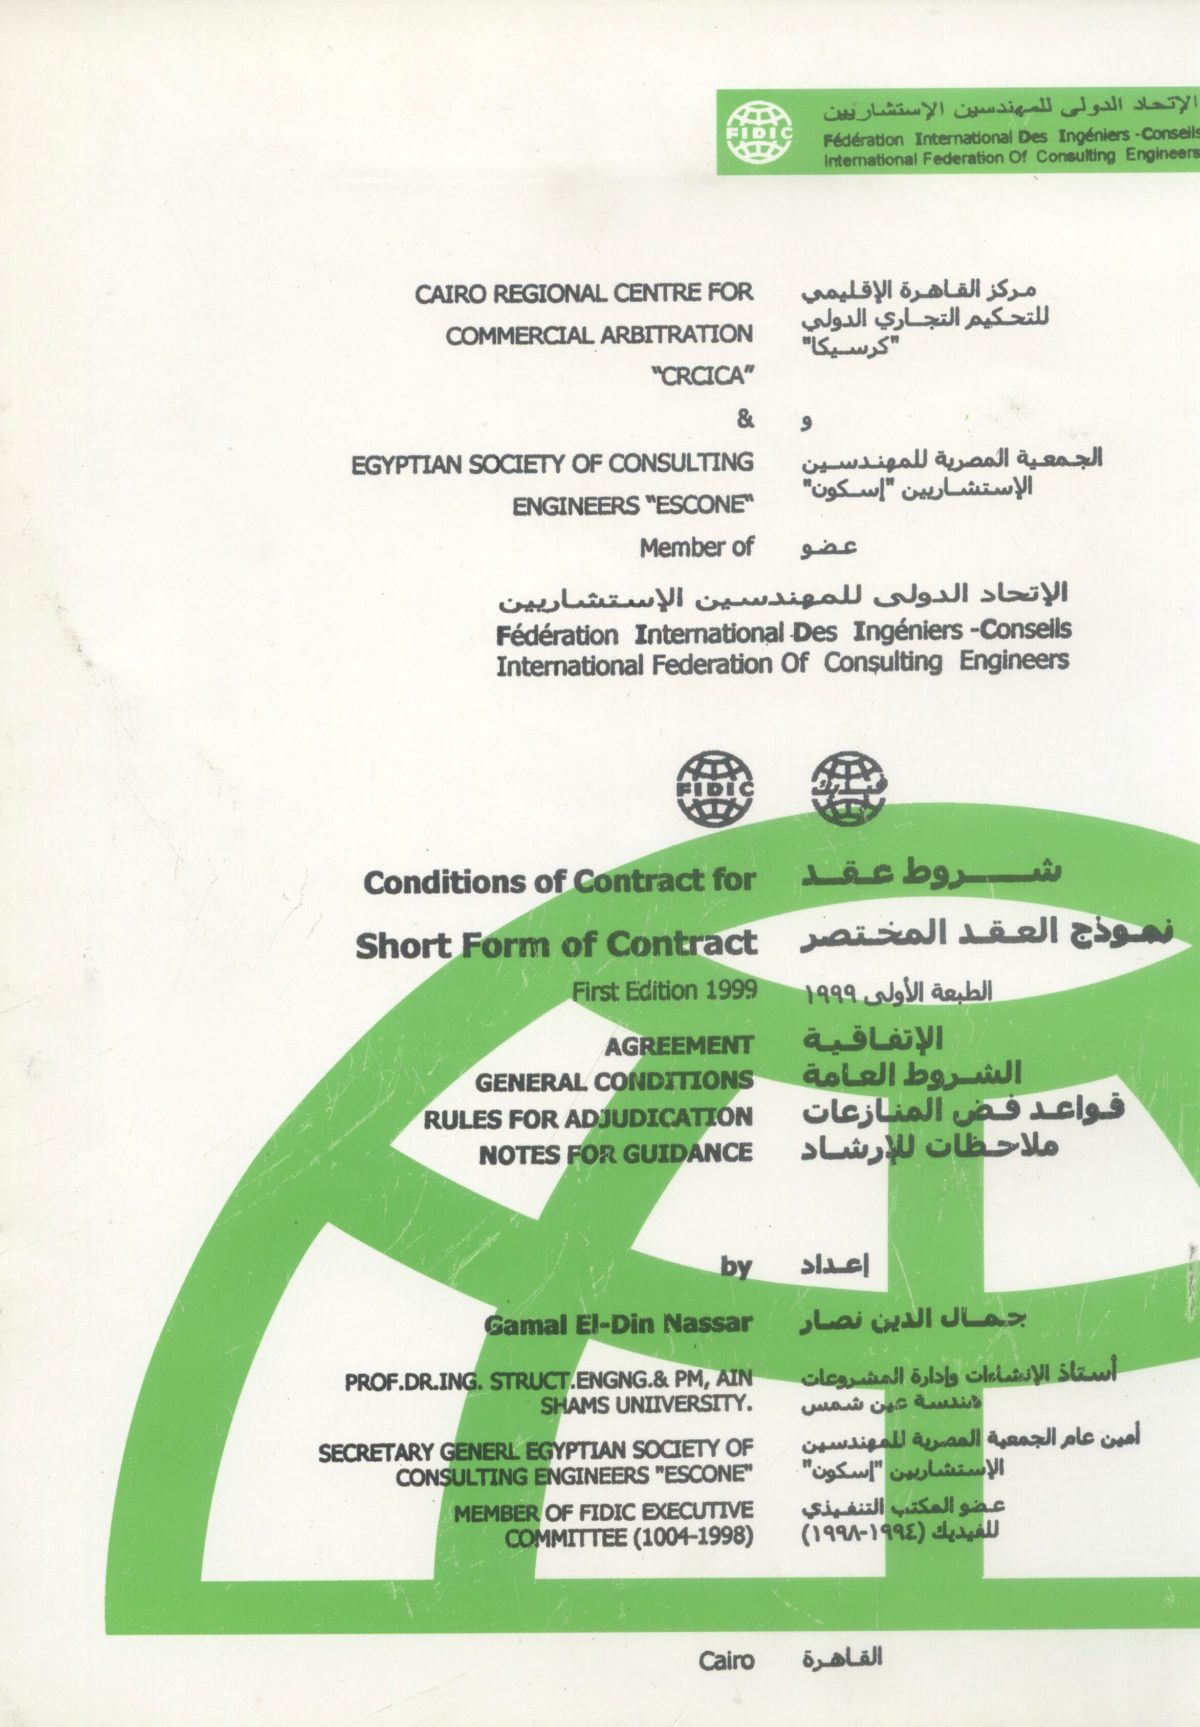 الإتحاد الدولى للمهندسين الإستشاريين
FIDIC
Fédération International Des Ingéniers -Conseils
International Federation Of Consulting Engineers
CAIRO REGIONAL CENTRE FOR
COMMERCIAL ARBITRATION
"CRCICA"
&
EGYPTIAN SOCIETY OF CONSULTING
ENGINEERS "ESCONE"
Member of
مركز القاهرة الإقليمي
للتحكيم التجاري الدولي
"كرسيكا"
و
الجمعية المصرية للمهندسين
الإستشاريين "إسكون"
عضو
الإتحاد الدولى للمهندسين الإستشاريين
Fédération International Des Ingéniers -Conseils
International Federation Of Consulting Engineers
FIDIC
فيديك
Conditions of Contract for
Short Form of Contract
First Edition 1999
AGREEMENT
GENERAL CONDITIONS
RULES FOR ADJUDICATION
NOTES FOR GUIDANCE
شروط عقد
نموذج العقد المختصر
الطبعة الأولى ١٩٩٩
الإتفاقية
الشروط العامة
قواعد فض المنازعات
ملاحظات للإرشاد
by
Gamal El-Din Nassar
PROF.DR.ING. STRUCT.ENGNG.& PM, AIN
SHAMS UNIIVERSITY.
SECRETARY GENERL EGYPTIAN SOCIETY OF
CONSULTING ENGINEERS "ESCONE"
MEMBER OF FIDIC EXECUTIVE
COMMITTEE (1004-1998)
إعداد
جمال الدين نصار
أستاذ الإنشاءات وإدارة المشروعات
هندسة عين شمس
أمين عام الجمعية المصرية للمهندسين
الإستشاريين "إسكون"
عضو المكتب التنفيذي
للفيديك (١٩٩٤-١٩٩٨)
Cairo
القاهرة